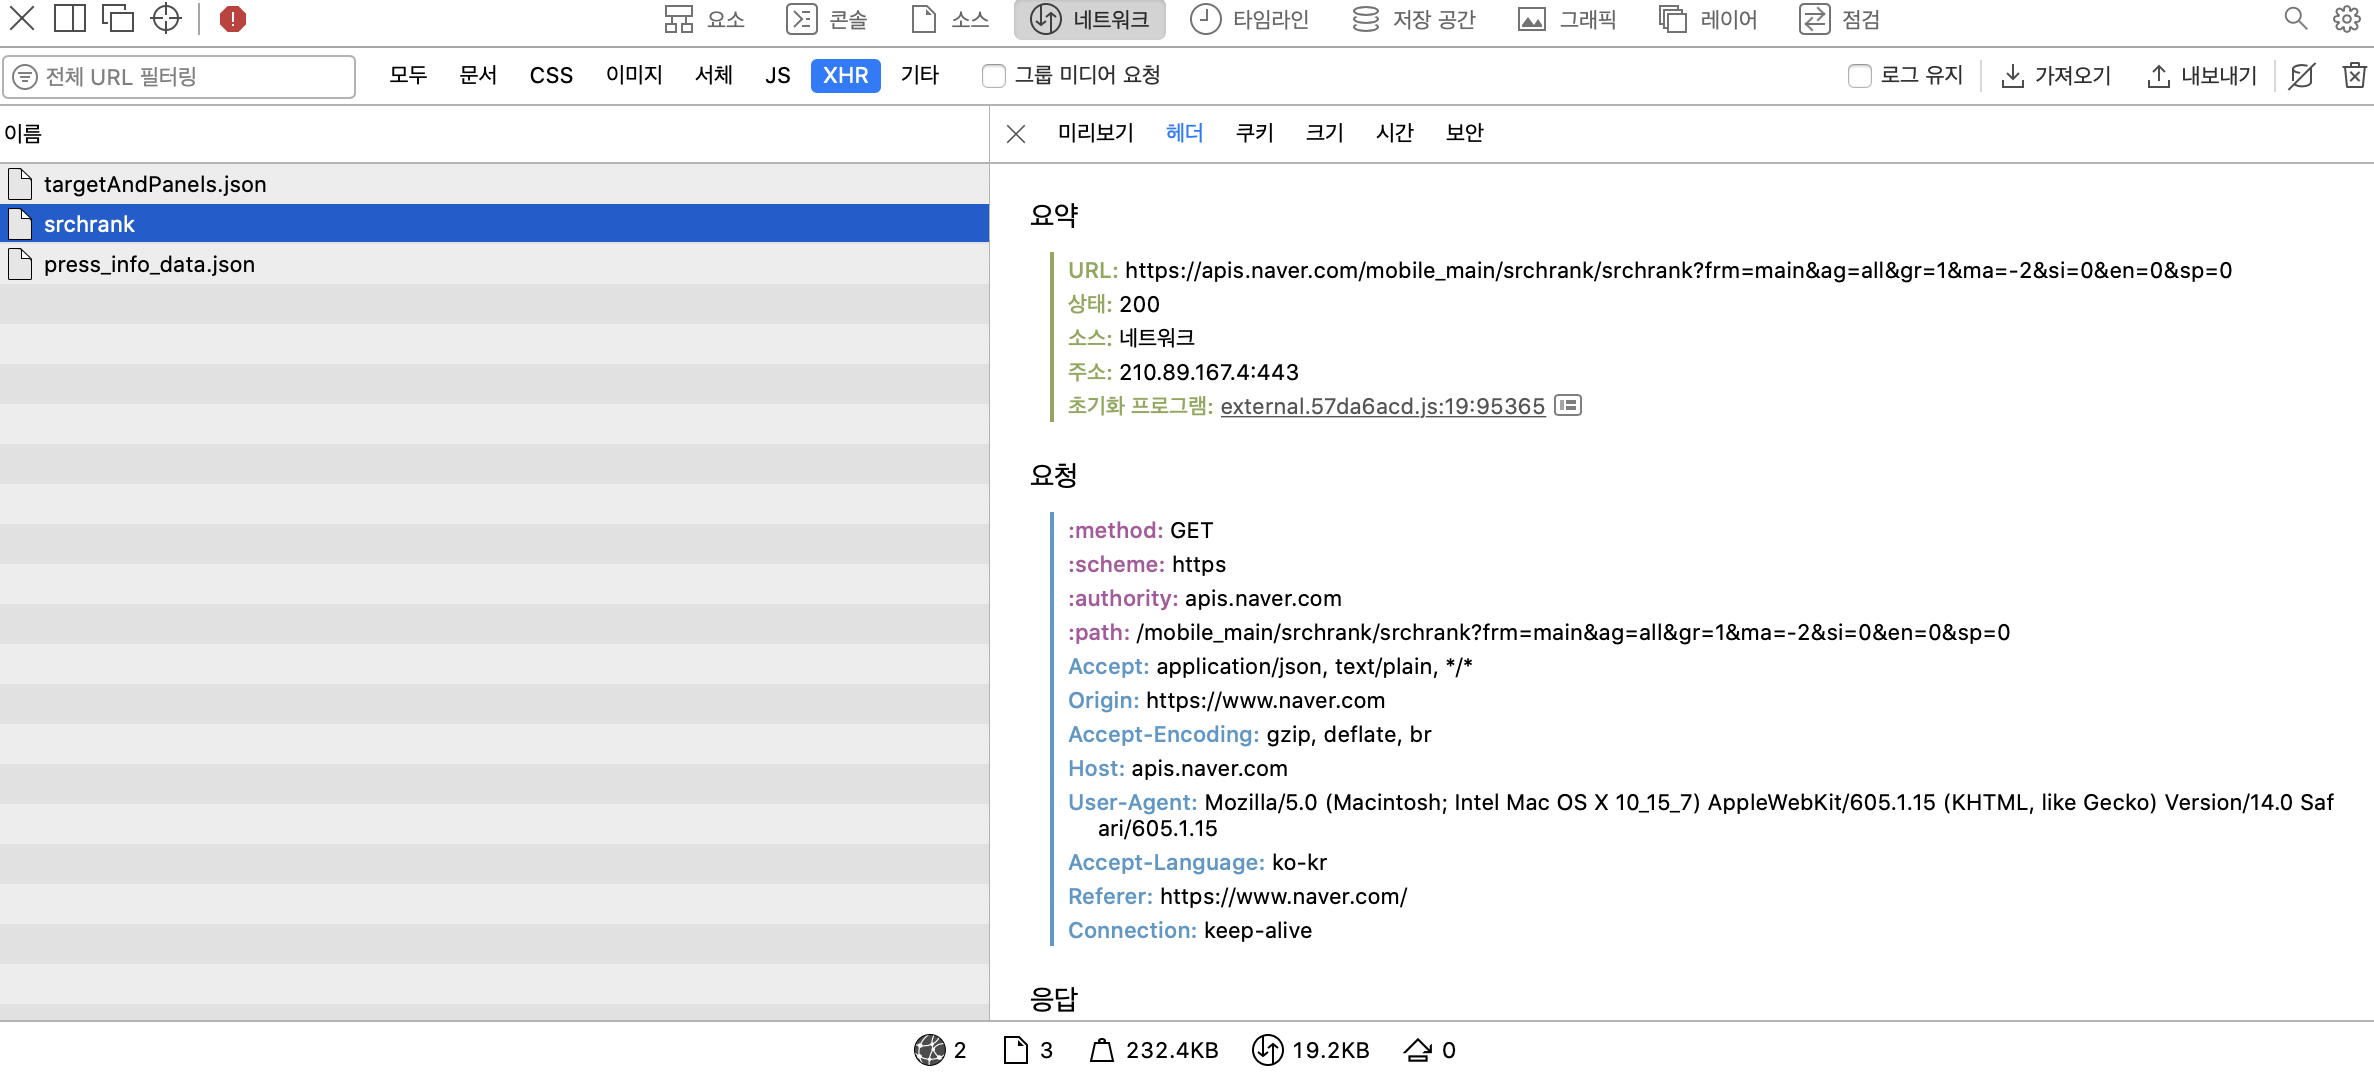 요소 콘솔 소스 네트워크 타임라인 저장 공간 그래픽 레이어 점검
전체 URL 필터링 모두 문서 CSS 이미지 서체 JS XHR 기타 그룹 미디어 요청 로그 유지 가져오기 내보내기
이름
targetAndPanels.json
srchrank
press_info_data.json
미리보기 헤더 쿠키 크기 시간 보안
요약
URL: https://apis.naver.com/mobile_main/srchrank/srchrank?frm=main&ag=all&gr=1&ma=-2&si=0&en=0&sp=0
상태: 200
소스: 네트워크
주소: 210.89.167.4:443
초기화 프로그램: external.57da6acd.js:19:95365
요청
:method: GET
:scheme: https
:authority: apis.naver.com
:path: /mobile_main/srchrank/srchrank?frm=main&ag=all&gr=1&ma=-2&si=0&en=0&sp=0
Accept: application/json, text/plain, */*
Origin: https://www.naver.com
Accept-Encoding: gzip, deflate, br
Host: apis.naver.com
User-Agent: Mozilla/5.0 (Macintosh; Intel Mac OS X 10_15_7) AppleWebKit/605.1.15 (KHTML, like Gecko) Version/14.0 Saf
ari/605.1.15
Accept-Language: ko-kr
Referer: https://www.naver.com/
Connection: keep-alive
응답
2 3 232.4KB 19.2KB 0